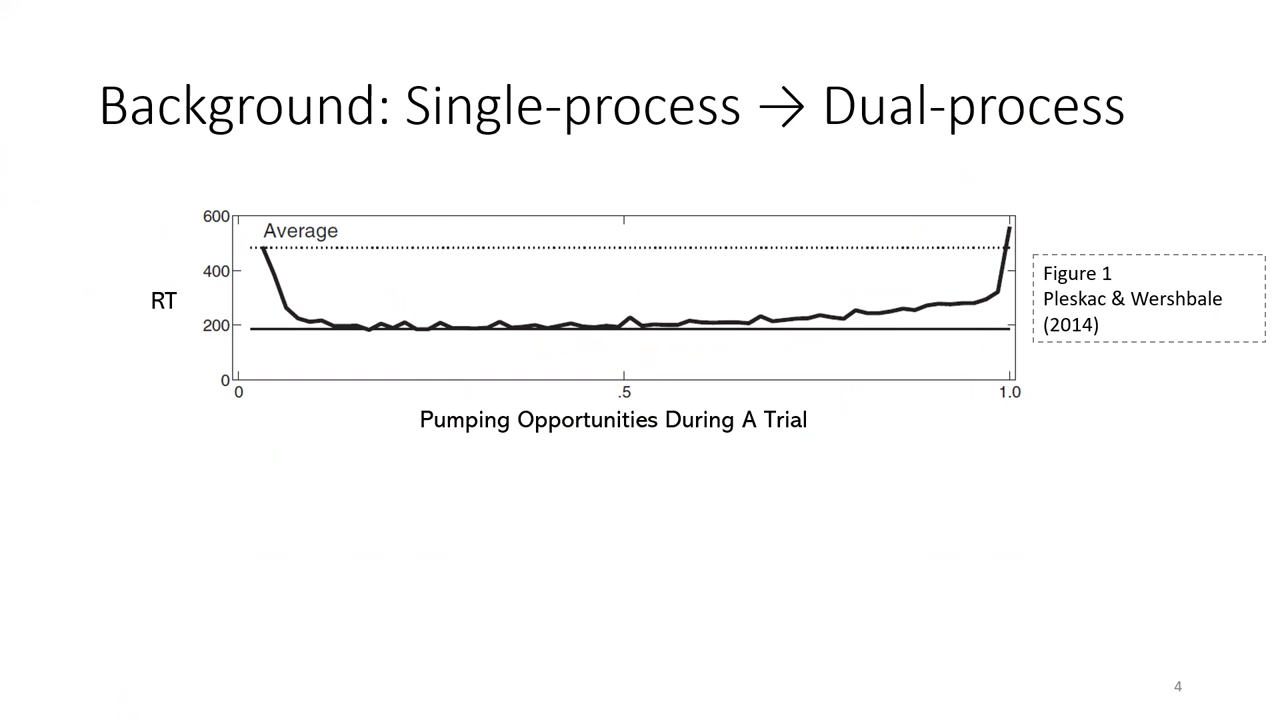 Background: Single-process → Dual-process
600
Average
400
RT
200
0
0 .5 1.0
Pumping Opportunities During A Trial
Figure 1
Pleskac & Wershbale
(2014)
4